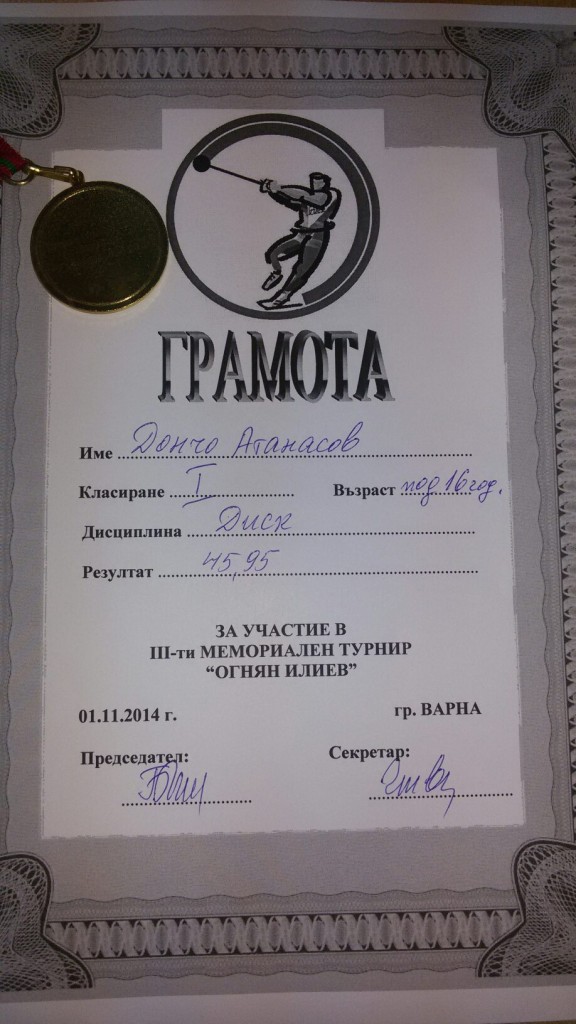 ГРАМОТА
Име Дончо Атанасов
Класиране I Възраст под 16 год.
Дисциплина Диск
Резултат 45,95
ЗА УЧАСТИЕ В
III-ти МЕМОРИАЛЕН ТУРНИР
“ОГНЯН ИЛИЕВ”
01.11.2014 г. гр. ВАРНА
Председател: Секретар: